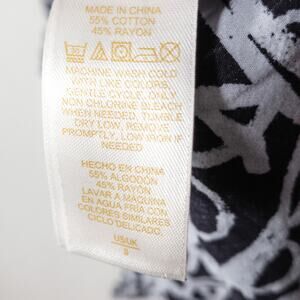 MADE IN CHINA
55% COTTON
45% RAYON
MACHINE WASH COLD
WITH LIKE COLORS,
GENTLE CYCLE. ONLY
NON CHLORINE BLEACH
WHEN NEEDED, TUMBLE
DRY LOW, REMOVE
PROMPTLY, LOW IRON IF
NEEDED
HECHO EN CHINA
55% ALGODON
45% RAYON
LAVAR A MAQUINA
EN AGUA FRIA CON
COLORES SIMILARES
CICLO DELICADO.
US/UK